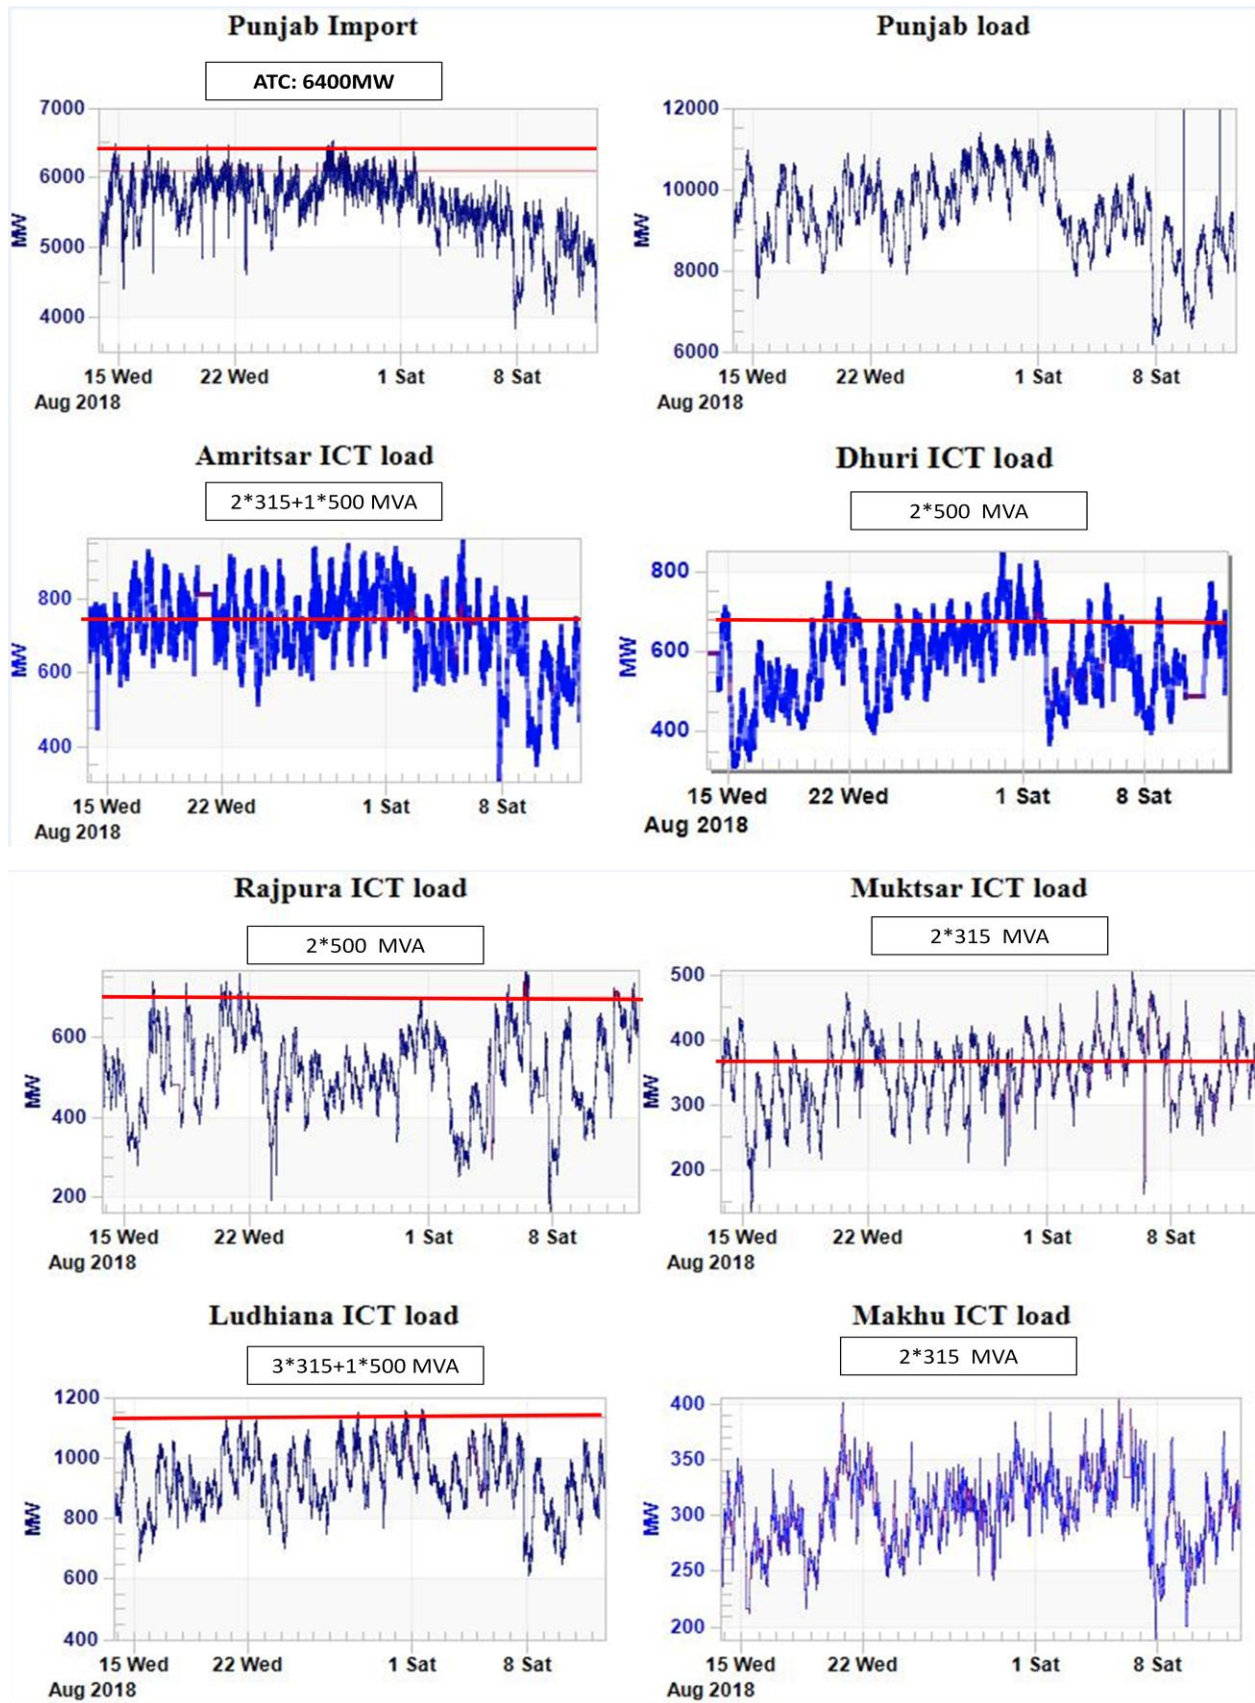 Punjab Import
ATC: 6400MW
7000
6000
5000
4000
MW
15 Wed 22 Wed 1 Sat 8 Sat
Aug 2018
Punjab load
12000
10000
8000
6000
MW
15 Wed 22 Wed 1 Sat 8 Sat
Aug 2018
Amritsar ICT load
2*315+1*500 MVA
800
600
400
MW
15 Wed 22 Wed 1 Sat 8 Sat
Aug 2018
Dhuri ICT load
2*500 MVA
800
600
400
MW
15 Wed 22 Wed 1 Sat 8 Sat
Aug 2018
Rajpura ICT load
2*500 MVA
600
400
200
MW
15 Wed 22 Wed 1 Sat 8 Sat
Aug 2018
Muktsar ICT load
2*315 MVA
500
400
300
200
MW
15 Wed 22 Wed 1 Sat 8 Sat
Aug 2018
Ludhiana ICT load
3*315+1*500 MVA
1200
1000
800
600
400
MW
15 Wed 22 Wed 1 Sat 8 Sat
Aug 2018
Makhu ICT load
2*315 MVA
400
350
300
250
200
MW
15 Wed 22 Wed 1 Sat 8 Sat
Aug 2018